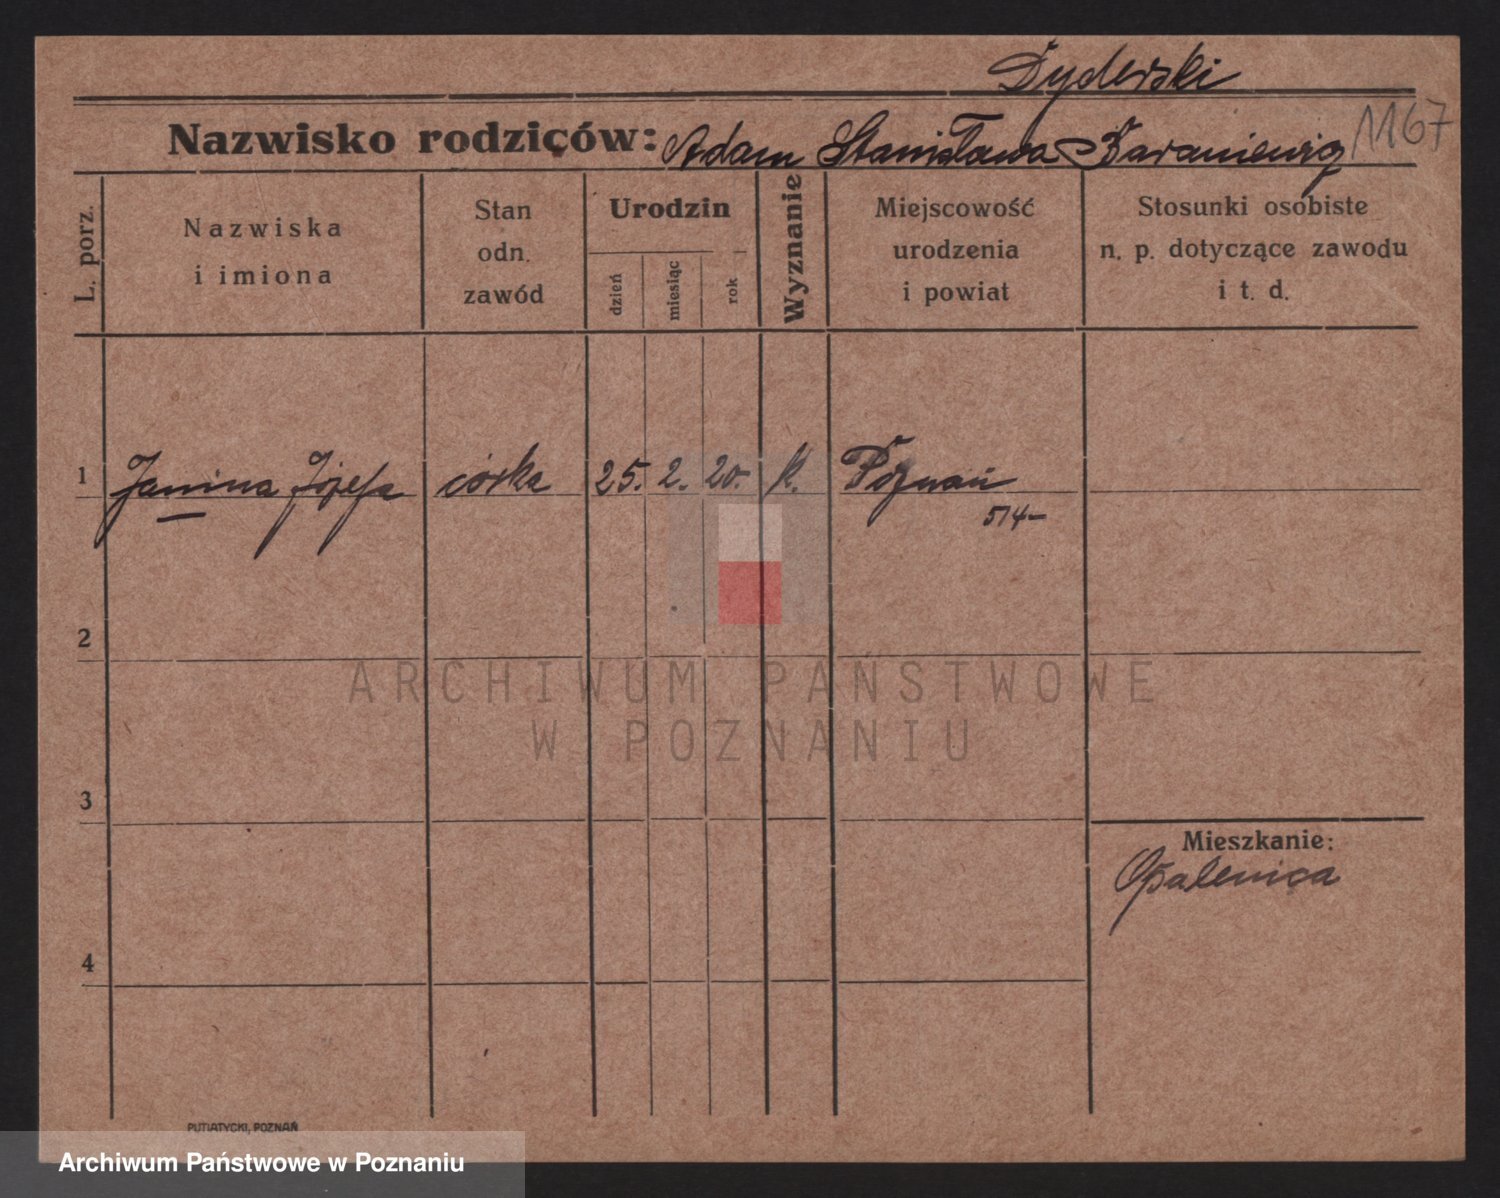 Dyderski
Nazwisko rodziców: Adam Stanisława Baraniewicz 1167
L. porz.
Nazwiska
i imiona
Stan
odn.
zawód
Urodzin
dzień
miesiąc
rok
Wyznanie
Miejscowość
urodzenia
i powiat
Stosunki osobiste
n. p. dotyczące zawodu
i t. d.
1 Janina Józefa córka 25. 2. 20. k. Poznań
514-
2
ARCHIWUM PAŃSTWOWE
W POZNANIU
3
Mieszkanie:
Opalenica
4
PUTIATYCKI, POZNAŃ
Archiwum Państwowe w Poznaniu